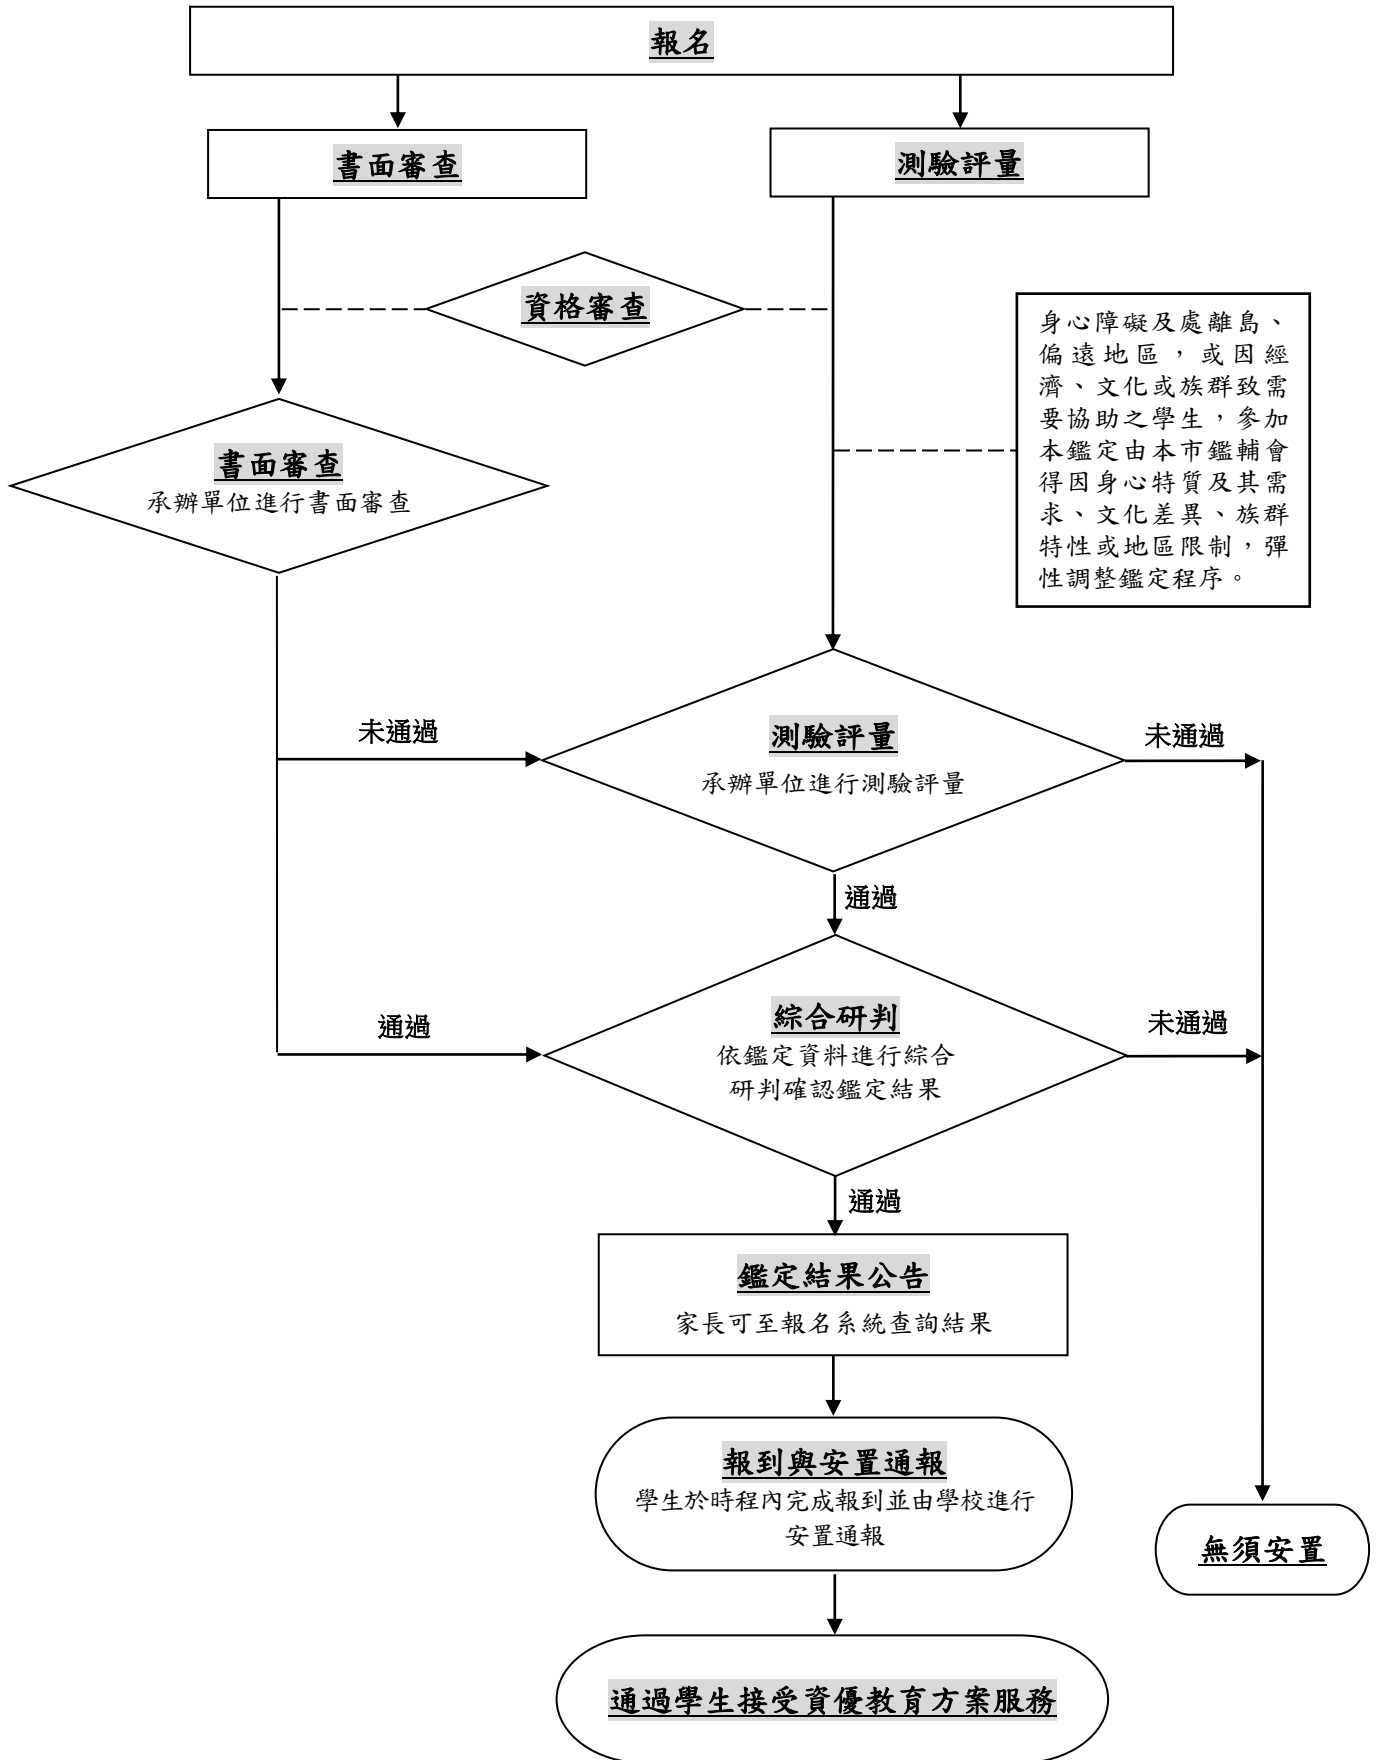 報名
書面審查
測驗評量
資格審查
身心障礙及處離島、
偏遠地區，或因經
濟、文化或族群致需
要協助之學生，參加
本鑑定由本市鑑輔會
得因身心特質及其需
求、文化差異、族群
特性或地區限制，彈
性調整鑑定程序。
書面審查
承辦單位進行書面審查
未通過
測驗評量
承辦單位進行測驗評量
未通過
通過
通過
綜合研判
依鑑定資料進行綜合
研判確認鑑定結果
未通過
通過
鑑定結果公告
家長可至報名系統查詢結果
報到與安置通報
學生於時程內完成報到並由學校進行
安置通報
無須安置
通過學生接受資優教育方案服務